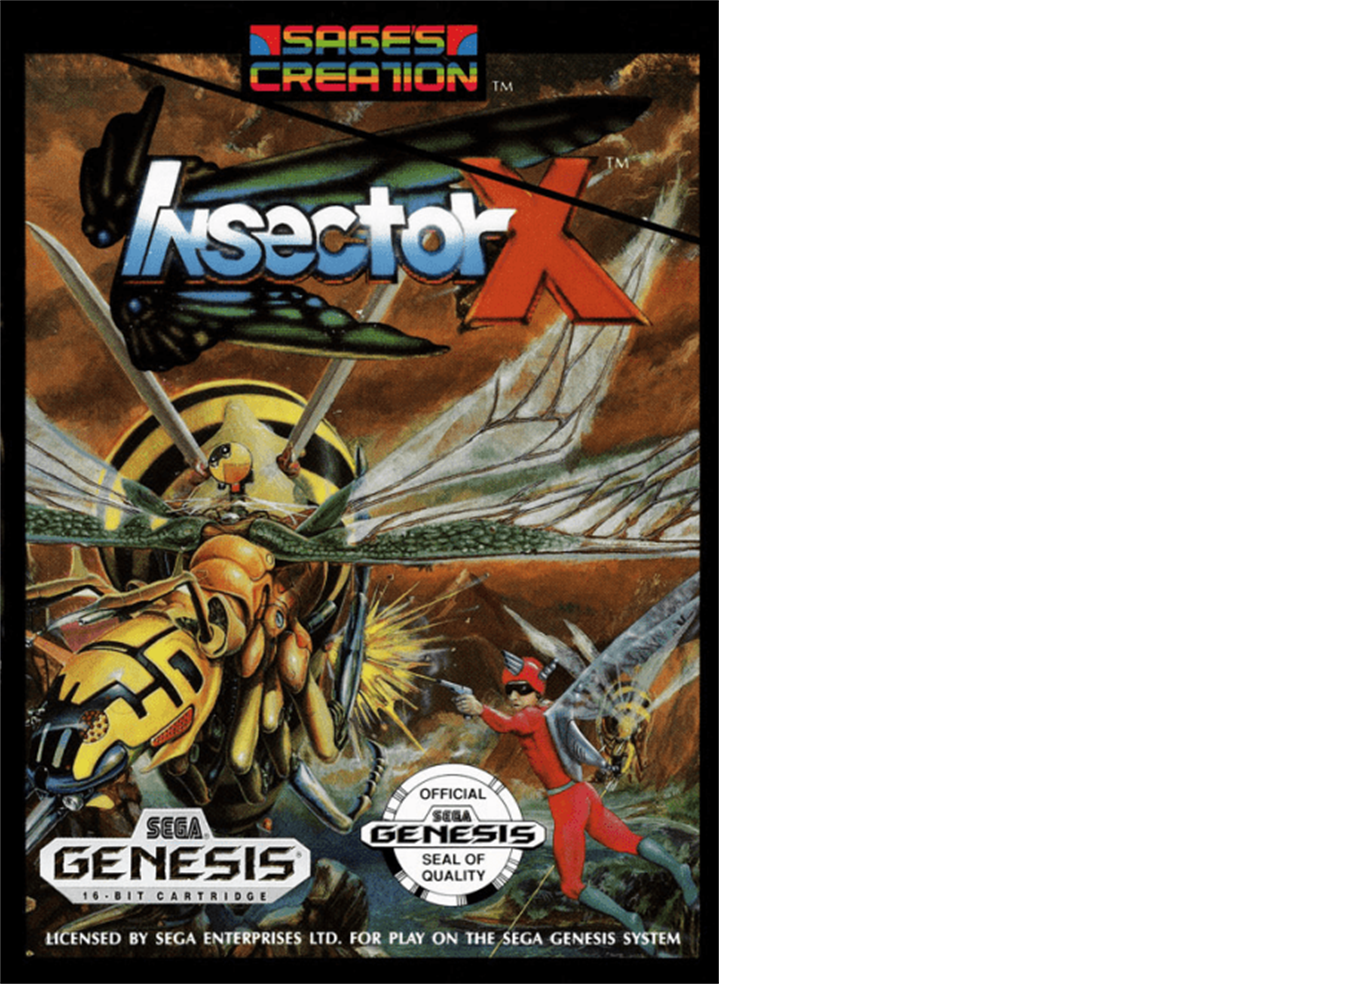 SAGE'S
CREATION TM
INSECTOR X TM
OFFICIAL
SEGA
GENESIS
SEAL OF
QUALITY
SEGA
GENESIS
16-BIT CARTRIDGE
LICENSED BY SEGA ENTERPRISES LTD. FOR PLAY ON THE SEGA GENESIS SYSTEM